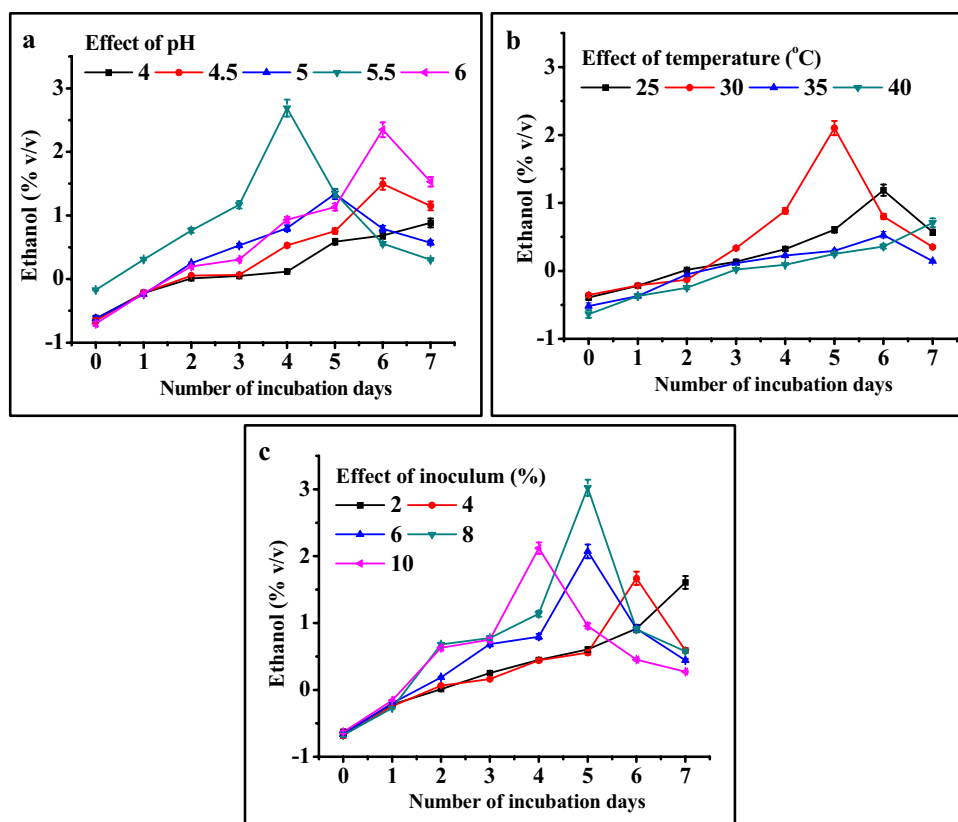 a
Effect of pH
4 4.5 5 5.5 6
3
2
1
0
-1
Ethanol (% v/v)
0 1 2 3 4 5 6 7
Number of incubation days
b
Effect of temperature (°C)
25 30 35 40
3
2
1
0
-1
Ethanol (% v/v)
0 1 2 3 4 5 6 7
Number of incubation days
c
Effect of inoculum (%)
2 4
6 8
10
3
2
1
0
-1
Ethanol (% v/v)
0 1 2 3 4 5 6 7
Number of incubation days